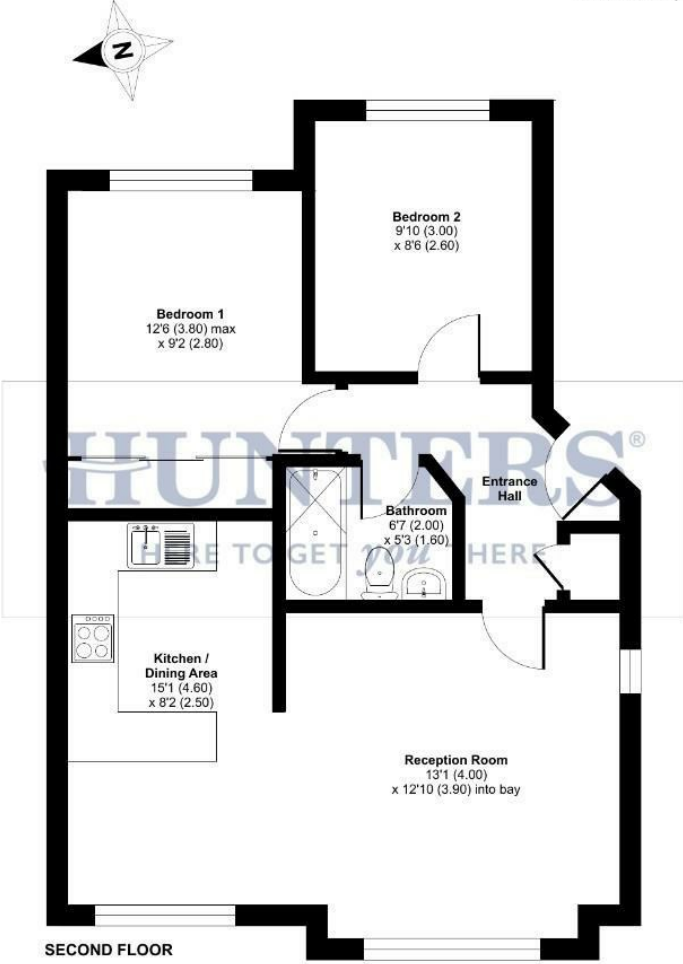 N
Bedroom 2
9'10 (3.00)
x 8'6 (2.60)
Bedroom 1
12'6 (3.80) max
x 9'2 (2.80)
HUNTERS®
HERE TO GET you THERE
Entrance
Hall
Bathroom
6'7 (2.00)
x 5'3 (1.60)
Kitchen /
Dining Area
15'1 (4.60)
x 8'2 (2.50)
Reception Room
13'1 (4.00)
x 12'10 (3.90) into bay
SECOND FLOOR